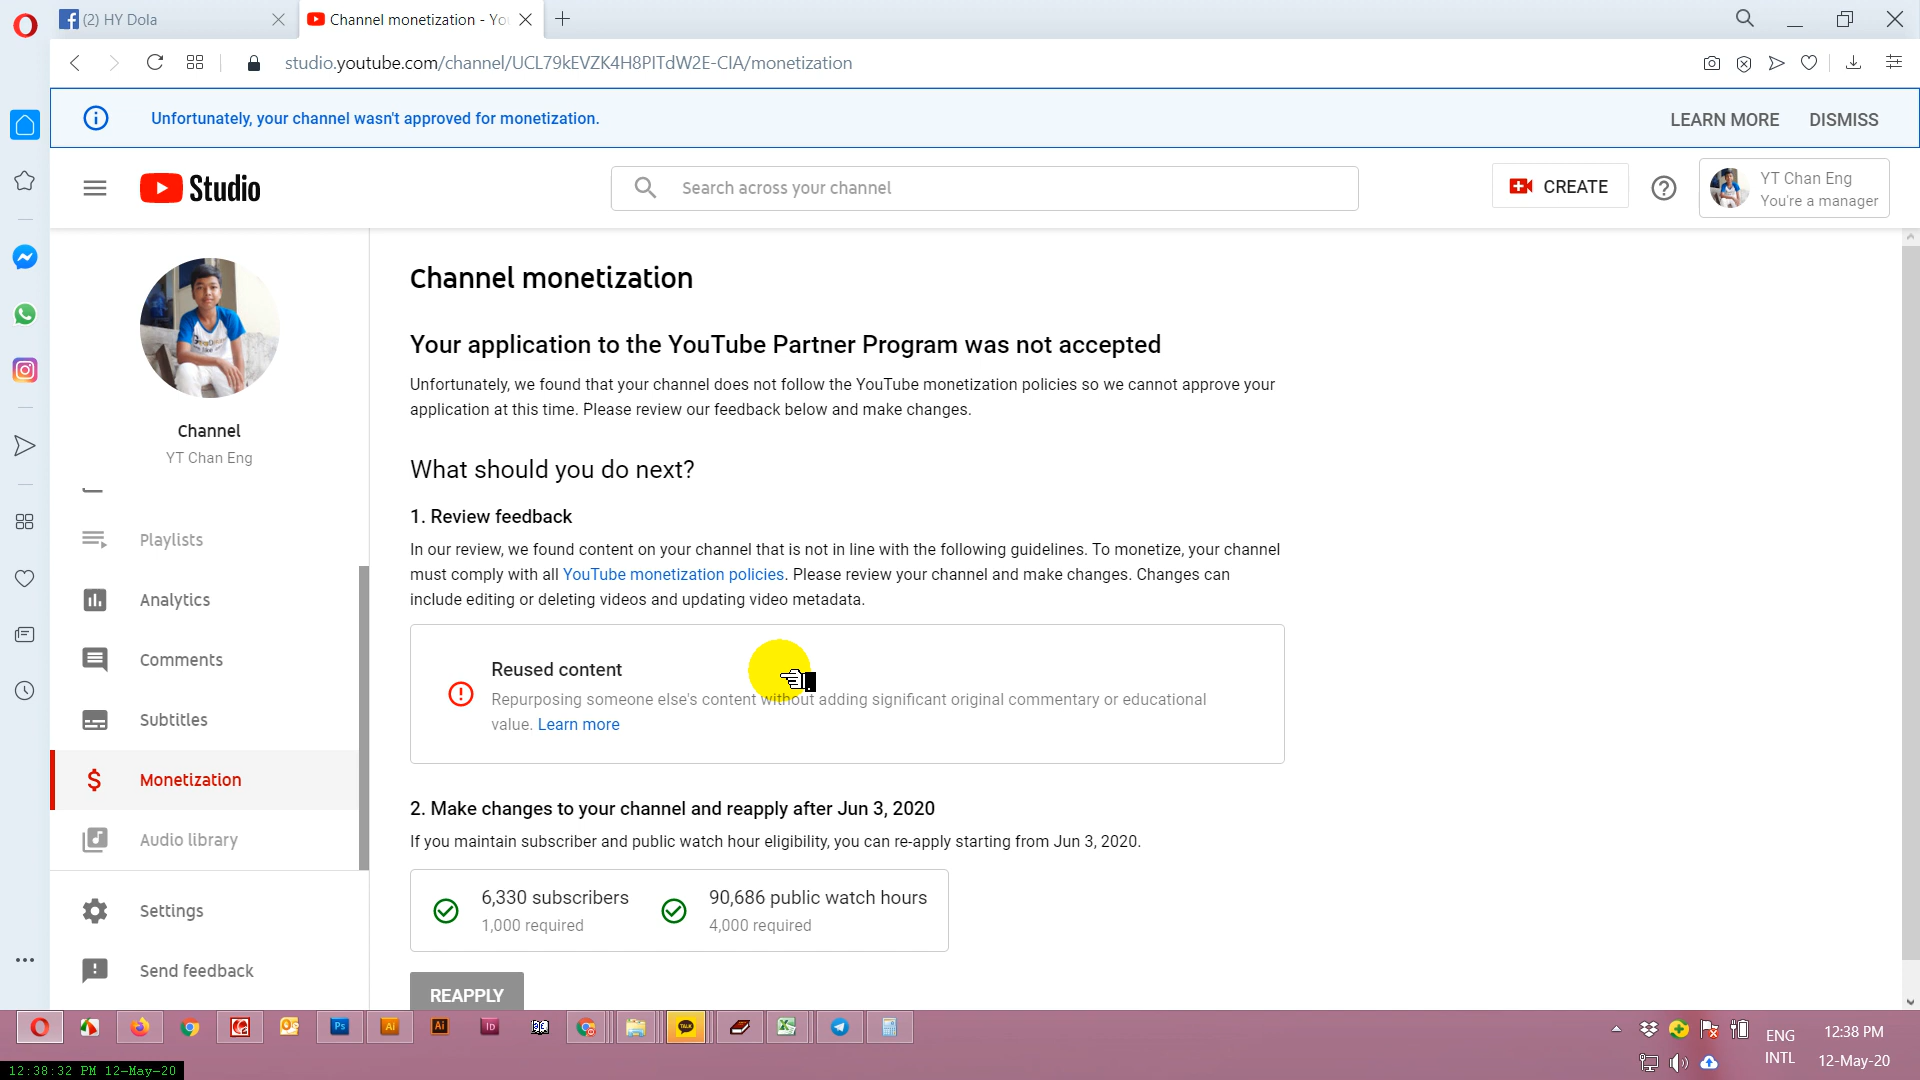 (2) HY Dola
Channel monetization - Yo
studio.youtube.com/channel/UCL79kEVZK4H8PITdW2E-CIA/monetization
Unfortunately, your channel wasn't approved for monetization.
LEARN MORE
DISMISS
Studio
Search across your channel
CREATE
YT Chan Eng
You're a manager
Channel
YT Chan Eng
Playlists
Analytics
Comments
Subtitles
Monetization
Audio library
Settings
Send feedback
Channel monetization
Your application to the YouTube Partner Program was not accepted
Unfortunately, we found that your channel does not follow the YouTube monetization policies so we cannot approve your
application at this time. Please review our feedback below and make changes.
What should you do next?
1. Review feedback
In our review, we found content on your channel that is not in line with the following guidelines. To monetize, your channel
must comply with all YouTube monetization policies. Please review your channel and make changes. Changes can
include editing or deleting videos and updating video metadata.
Reused content
Repurposing someone else's content without adding significant original commentary or educational
value. Learn more
2. Make changes to your channel and reapply after Jun 3, 2020
If you maintain subscriber and public watch hour eligibility, you can re-apply starting from Jun 3, 2020.
6,330 subscribers
1,000 required
90,686 public watch hours
4,000 required
REAPPLY
Ps
Ai
Ai
Id
TALK
ENG
INTL
12:38 PM
12-May-20
12:38:32 PM 12-May-20